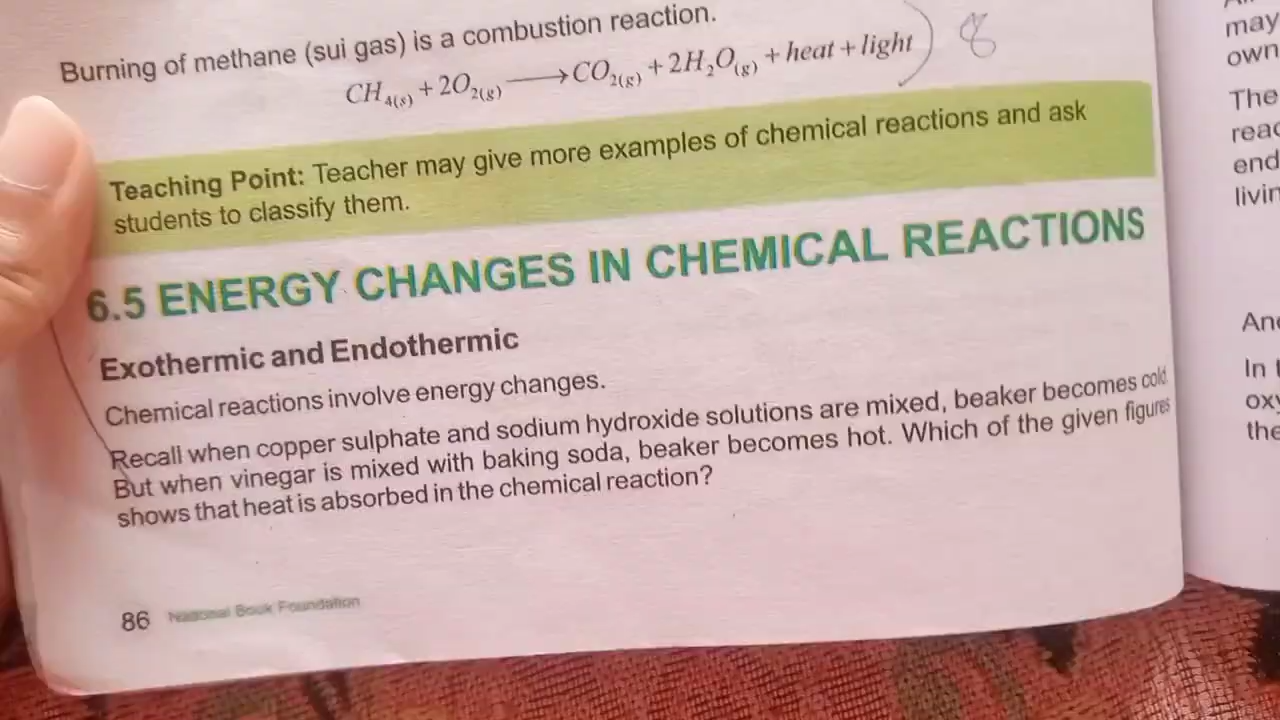 Burning of methane (sui gas) is a combustion reaction.
CH4(s) + 2O2(g) ⟶ CO2(g) + 2H2O(g) + heat + light ) 8
Teaching Point: Teacher may give more examples of chemical reactions and ask
students to classify them.
6.5 ENERGY CHANGES IN CHEMICAL REACTIONS
Exothermic and Endothermic
Chemical reactions involve energy changes.
Recall when copper sulphate and sodium hydroxide solutions are mixed, beaker becomes cold.
But when vinegar is mixed with baking soda, beaker becomes hot. Which of the given figures
shows that heat is absorbed in the chemical reaction?
86 National Book Foundation
may
own
The
reac
end
livin
And
In t
oxy
the